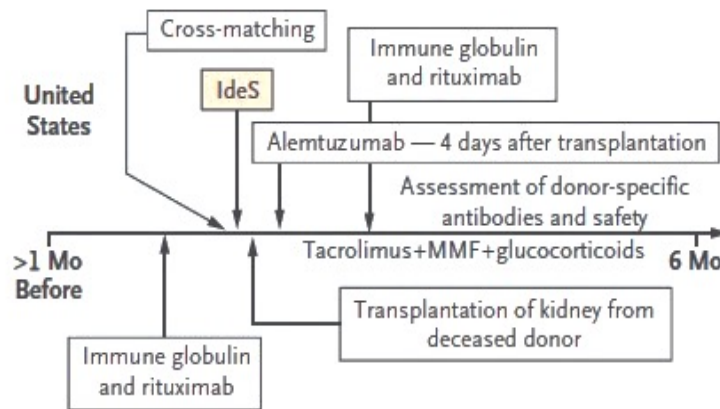 Cross-matching
Immune globulin
and rituximab
United
States
IdeS
Alemtuzumab — 4 days after transplantation
Assessment of donor-specific
antibodies and safety
Tacrolimus+MMF+glucocorticoids
>1 Mo
Before
6 Mo
Immune globulin
and rituximab
Transplantation of kidney from
deceased donor